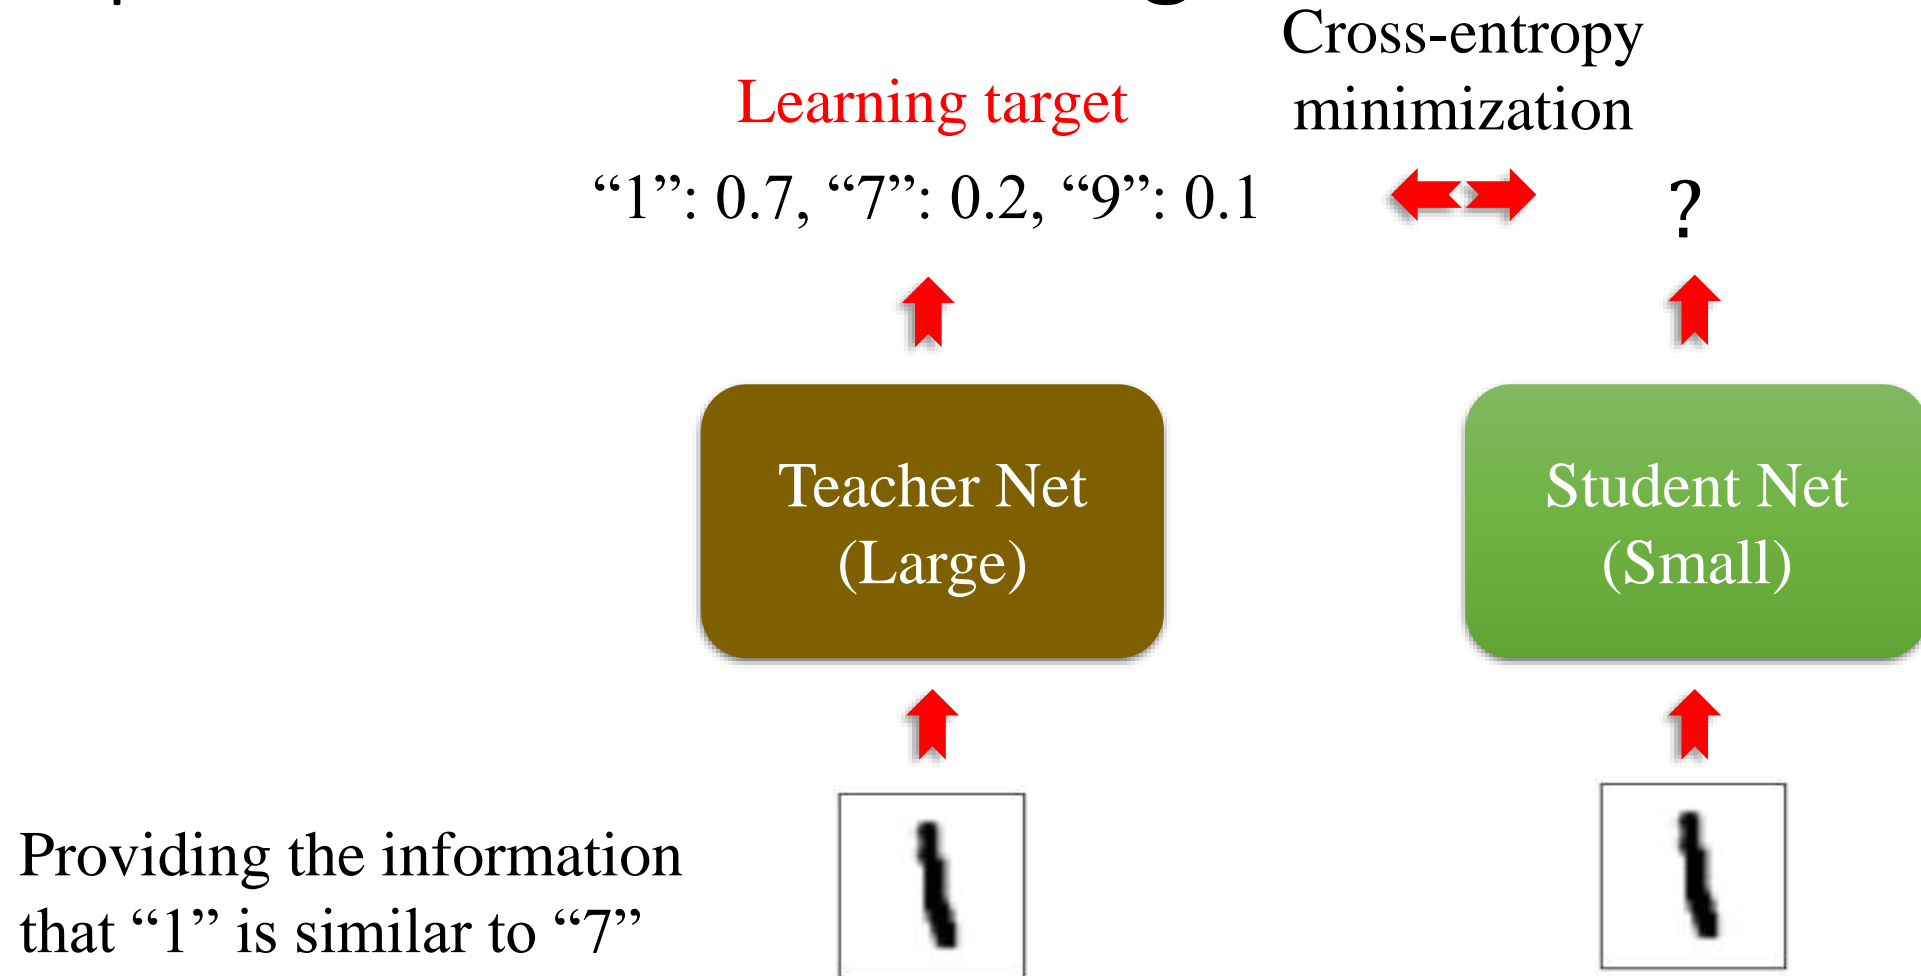 Cross-entropy
minimization
Learning target
“1”: 0.7, “7”: 0.2, “9”: 0.1
?
Teacher Net
(Large)
Student Net
(Small)
Providing the information
that “1” is similar to “7”